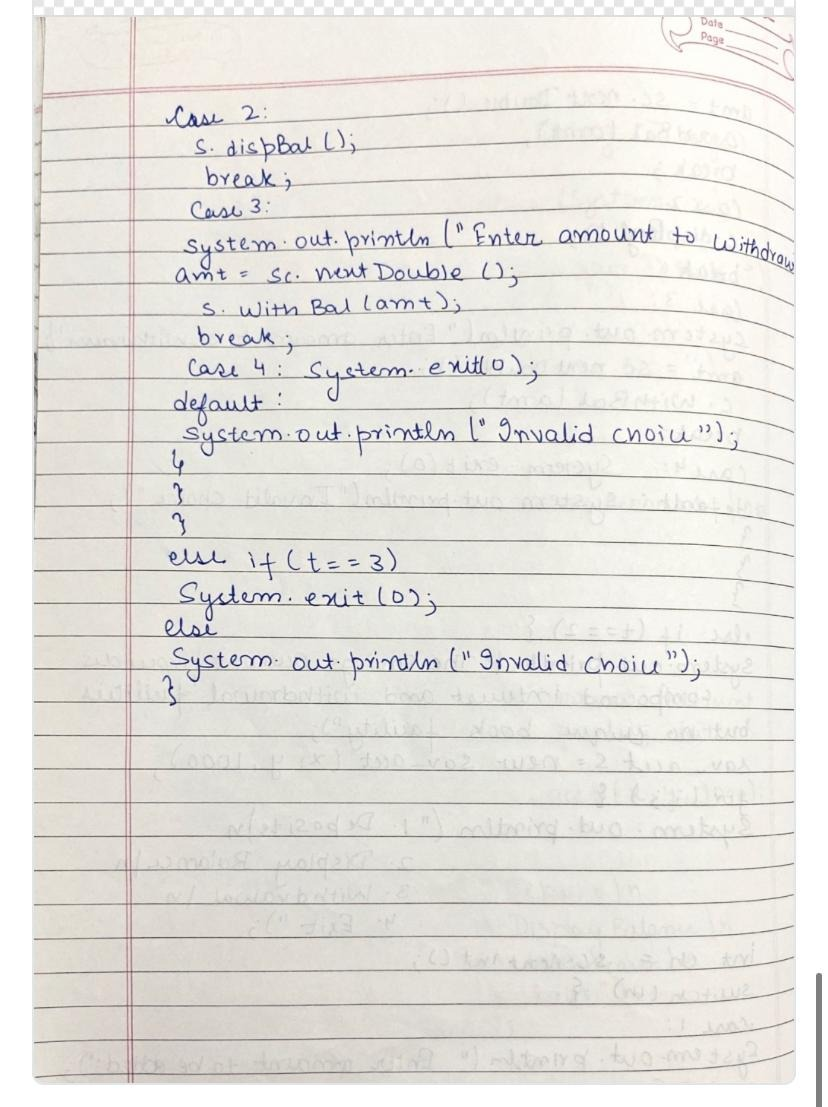 Date
Page
Case 2:
S. dispBal ();
break;
Case 3:
System.out.println ("Enter amount to withdraw
amt = sc. next Double ();
S. With Bal (amt);
break;
Case 4: System.exit(0);
default:
System.out.println ("Invalid choice");
}
}
}
else if (t==3)
System.exit(0);
else
System.out.println ("Invalid choice");
}